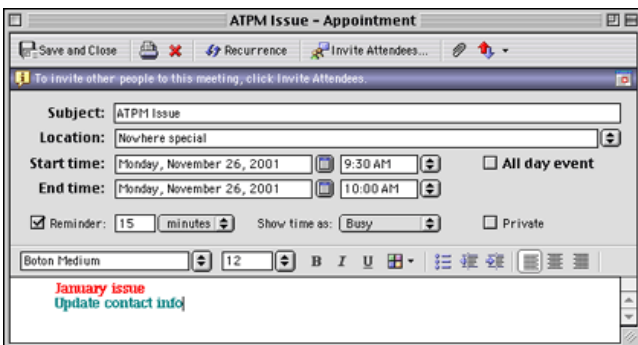 ATPM Issue - Appointment
Save and Close Recurrence Invite Attendees...
To invite other people to this meeting, click Invite Attendees.
Subject: ATPM Issue
Location: Nowhere special
Start time: Monday, November 26, 2001 9:30 AM All day event
End time: Monday, November 26, 2001 10:00 AM
Reminder: 15 minutes Show time as: Busy Private
Boton Medium 12 B I U
January issue
Update contact info